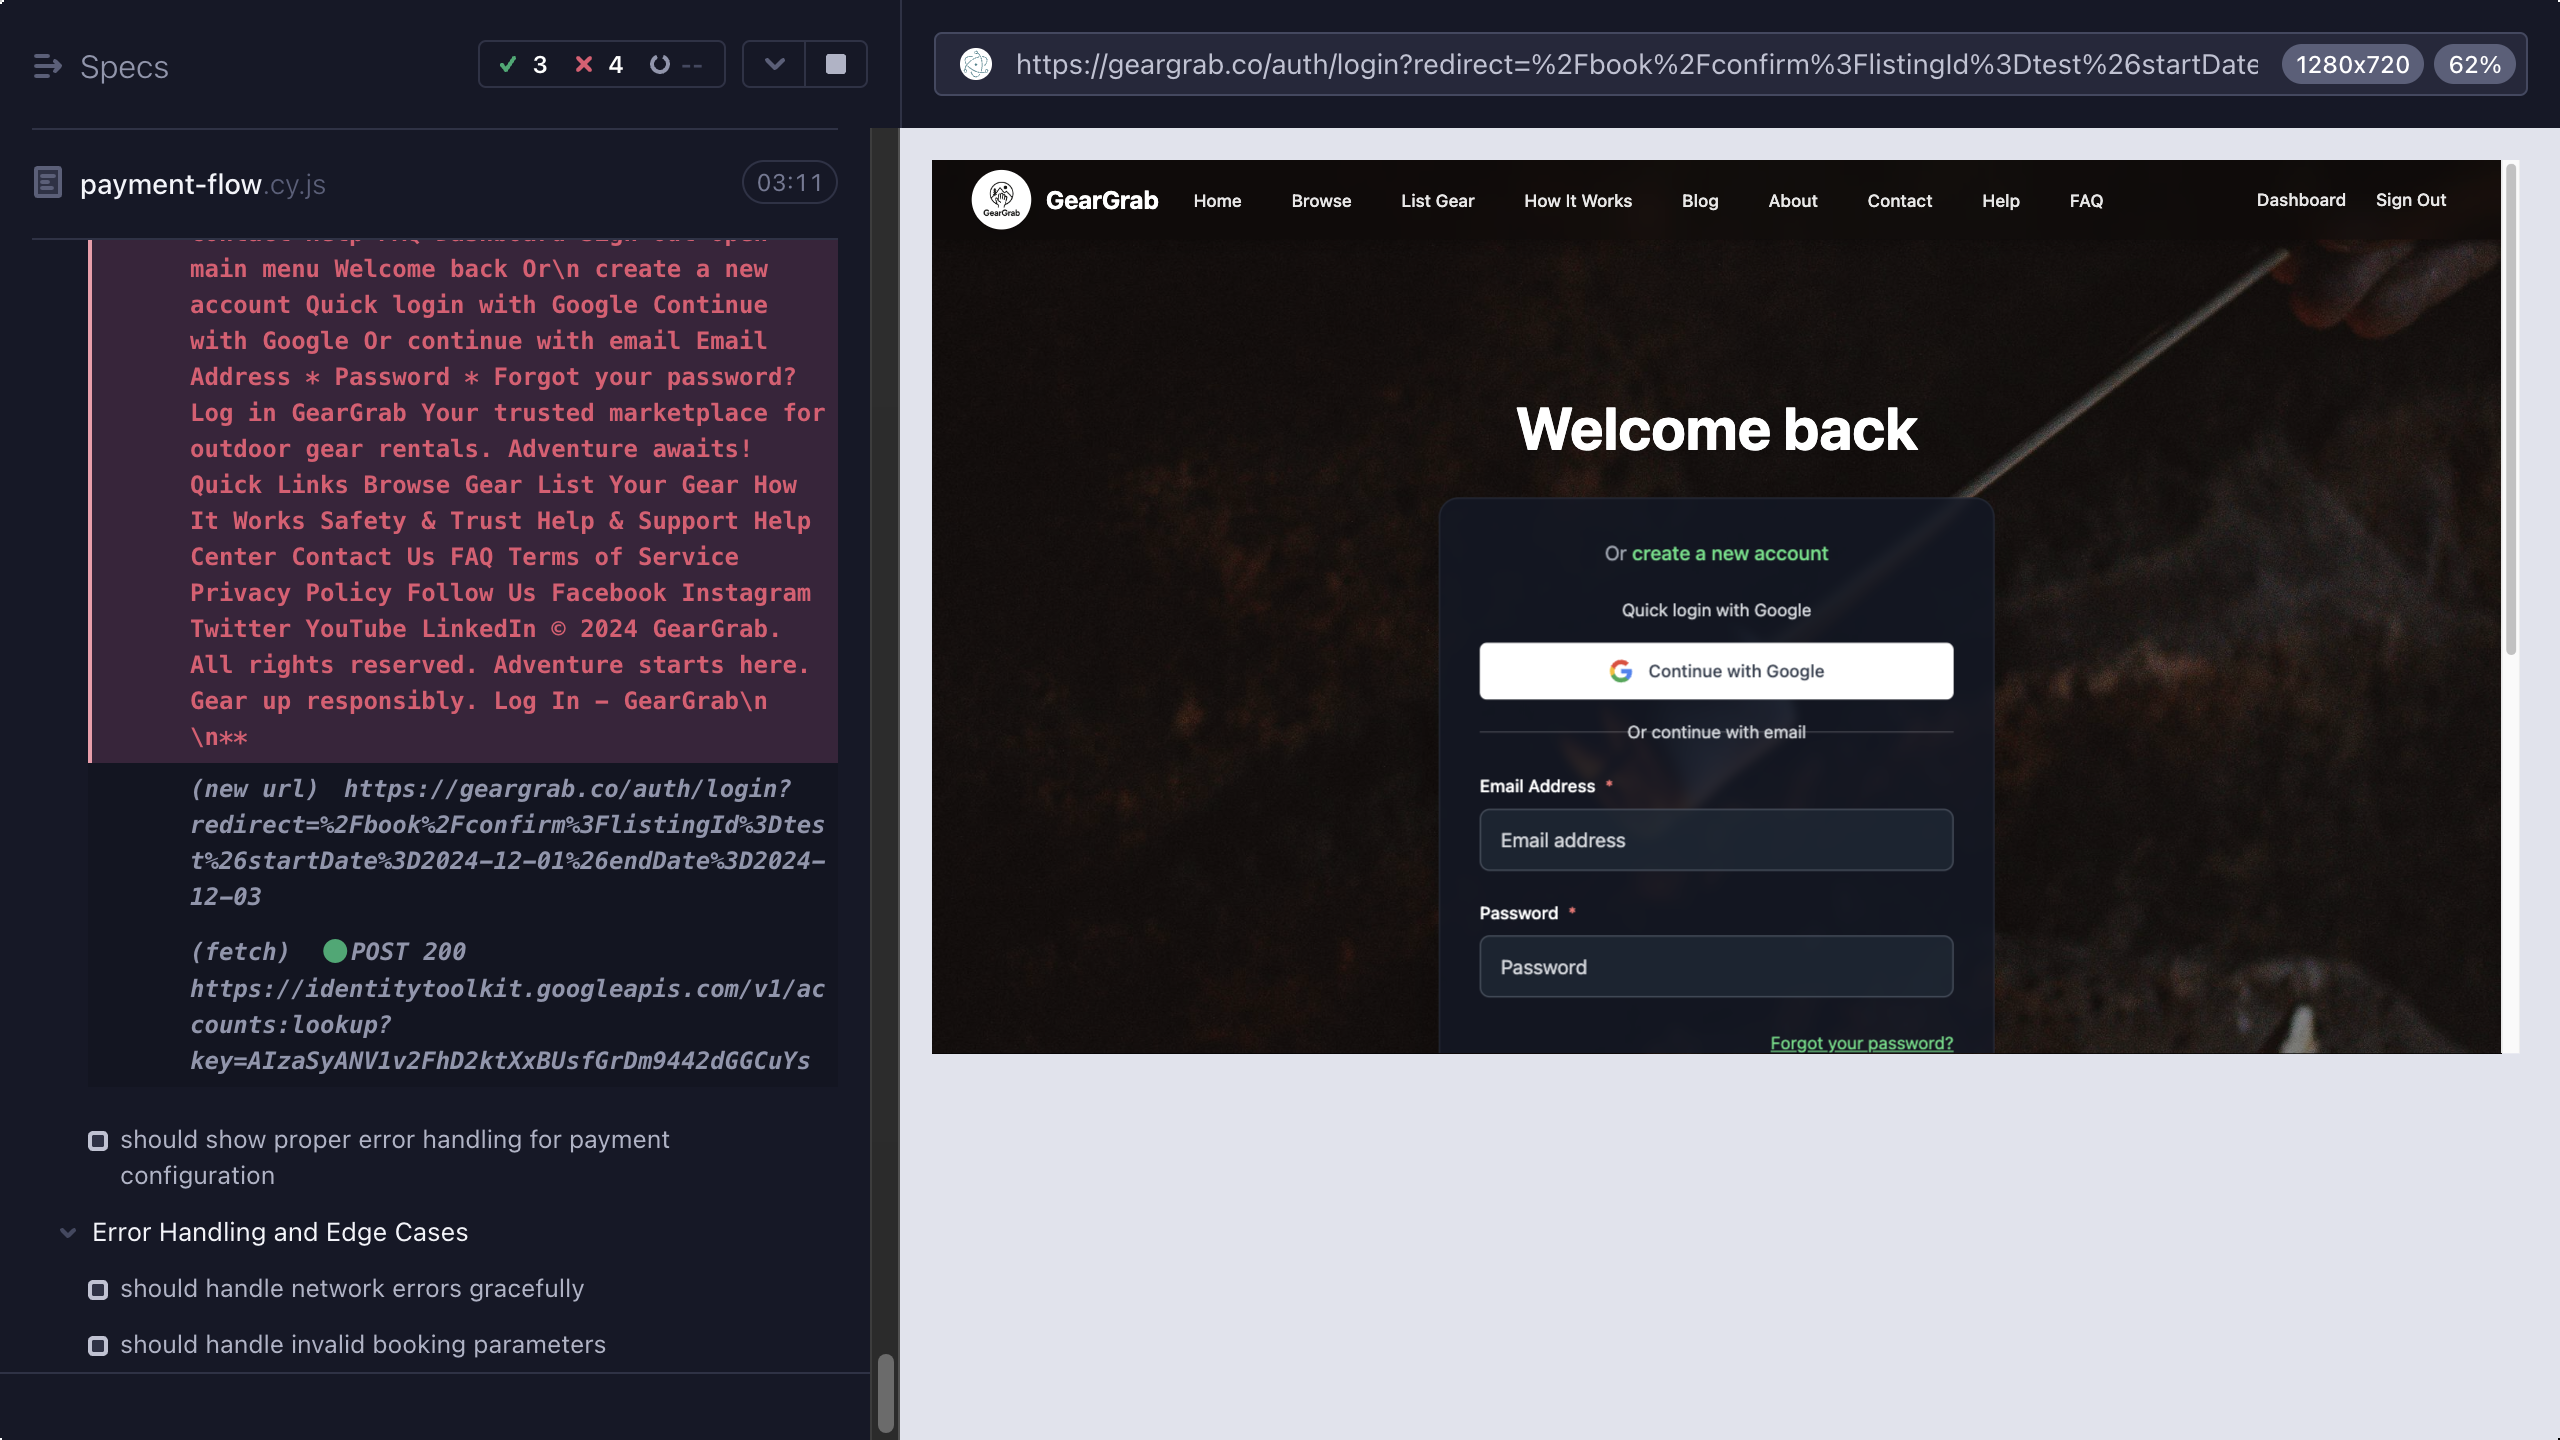 Specs
3
4
--
payment-flow.cy.js
03:11
main menu Welcome back Or\n create a new
account Quick login with Google Continue
with Google Or continue with email Email
Address * Password * Forgot your password?
Log in GearGrab Your trusted marketplace for
outdoor gear rentals. Adventure awaits!
Quick Links Browse Gear List Your Gear How
It Works Safety & Trust Help & Support Help
Center Contact Us FAQ Terms of Service
Privacy Policy Follow Us Facebook Instagram
Twitter YouTube LinkedIn © 2024 GearGrab.
All rights reserved. Adventure starts here.
Gear up responsibly. Log In – GearGrab\n
\n**
(new url) https://geargrab.co/auth/login?
redirect=%2Fbook%2Fconfirm%3FlistingId%3Dtes
t%26startDate%3D2024-12-01%26endDate%3D2024-
12-03
(fetch) POST 200
https://identitytoolkit.googleapis.com/v1/ac
counts:lookup?
key=AIzaSyANV1v2FhD2ktXxBUsfGrDm9442dGGCuYs
should show proper error handling for payment
configuration
Error Handling and Edge Cases
should handle network errors gracefully
should handle invalid booking parameters
https://geargrab.co/auth/login?redirect=%2Fbook%2Fconfirm%3FlistingId%3Dtest%26startDate
1280x720
62%
GearGrab
GearGrab
Home
Browse
List Gear
How It Works
Blog
About
Contact
Help
FAQ
Dashboard
Sign Out
Welcome back
Or create a new account
Quick login with Google
Continue with Google
Or continue with email
Email Address *
Email address
Password *
Password
Forgot your password?